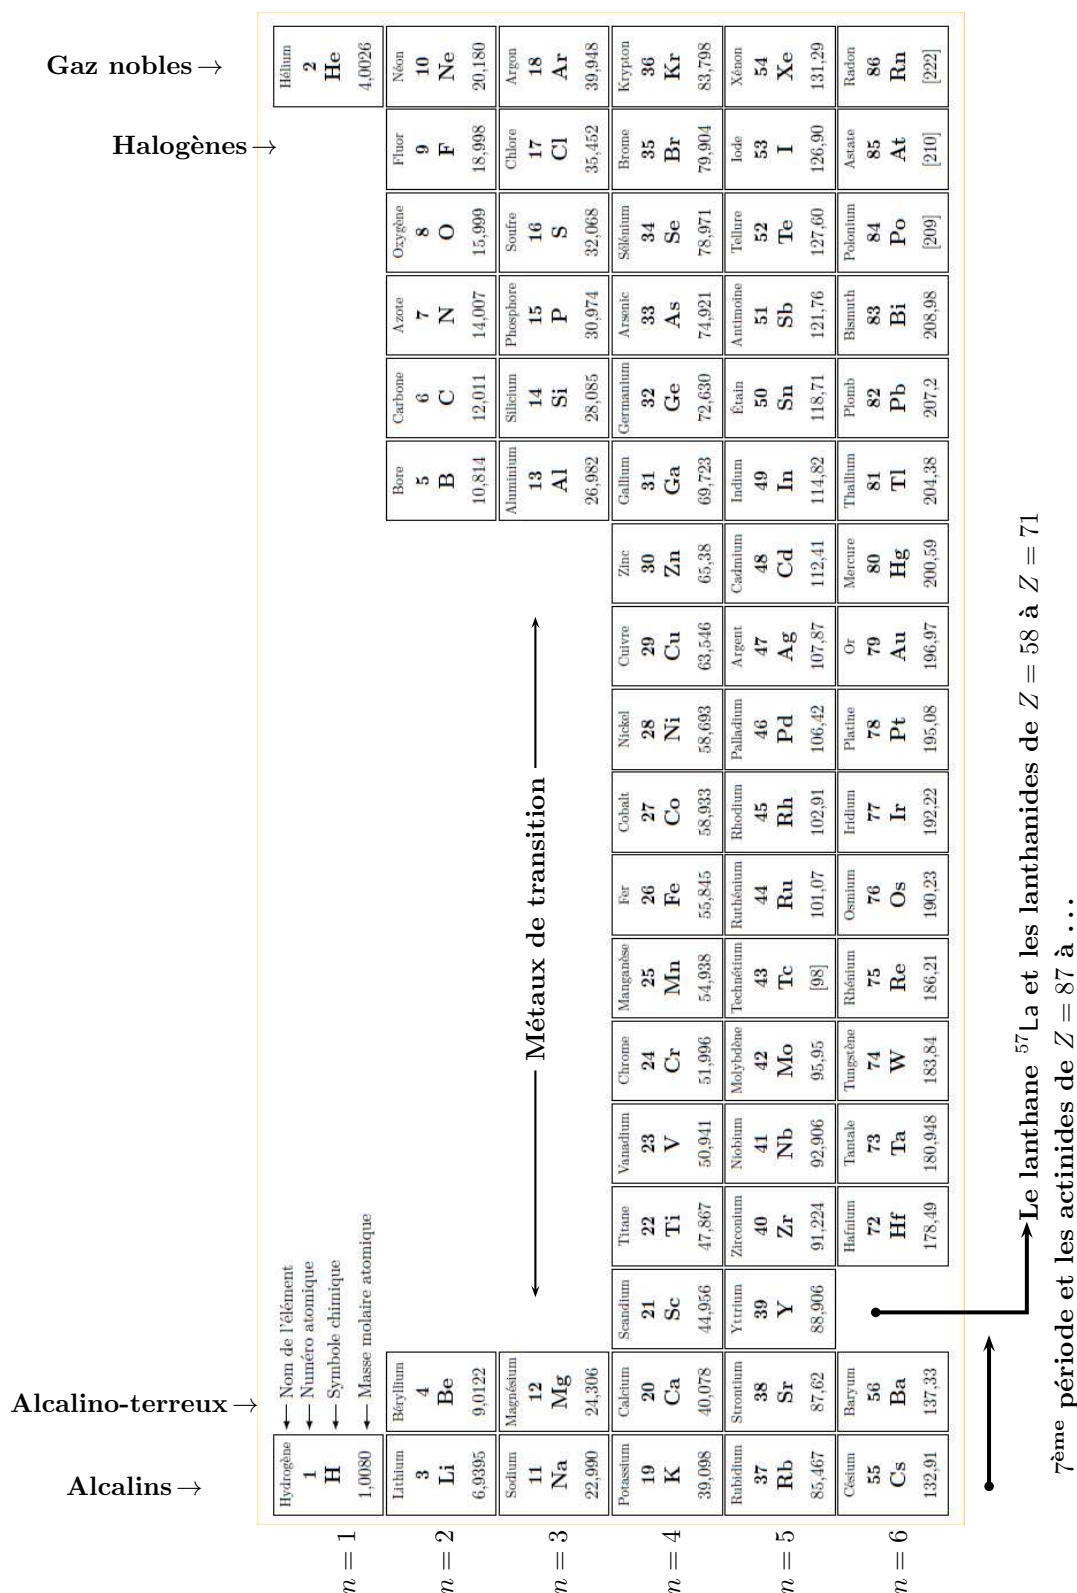 Gaz nobles →
Halogènes →
Alcalino-terreux →
Alcalins →
← Nom de l'élément
← Numéro atomique
← Symbole chimique
← Masse molaire atomique
Métaux de transition
n = 1
Hydrogène 1 H 1,0080
Hélium 2 He 4,0026
n = 2
Lithium 3 Li 6,9395
Béryllium 4 Be 9,0122
Bore 5 B 10,814
Carbone 6 C 12,011
Azote 7 N 14,007
Oxygène 8 O 15,999
Fluor 9 F 18,998
Néon 10 Ne 20,180
n = 3
Sodium 11 Na 22,990
Magnésium 12 Mg 24,306
Aluminium 13 Al 26,982
Silicium 14 Si 28,085
Phosphore 15 P 30,974
Soufre 16 S 32,068
Chlore 17 Cl 35,452
Argon 18 Ar 39,948
n = 4
Potassium 19 K 39,098
Calcium 20 Ca 40,078
Scandium 21 Sc 44,956
Titane 22 Ti 47,867
Vanadium 23 V 50,941
Chrome 24 Cr 51,996
Manganèse 25 Mn 54,938
Fer 26 Fe 55,845
Cobalt 27 Co 58,933
Nickel 28 Ni 58,693
Cuivre 29 Cu 63,546
Zinc 30 Zn 65,38
Gallium 31 Ga 69,723
Germanium 32 Ge 72,630
Arsenic 33 As 74,921
Sélénium 34 Se 78,971
Brome 35 Br 79,904
Krypton 36 Kr 83,798
n = 5
Rubidium 37 Rb 85,467
Strontium 38 Sr 87,62
Yttrium 39 Y 88,906
Zirconium 40 Zr 91,224
Niobium 41 Nb 92,906
Molybdène 42 Mo 95,95
Technétium 43 Tc [98]
Ruthénium 44 Ru 101,07
Rhodium 45 Rh 102,91
Palladium 46 Pd 106,42
Argent 47 Ag 107,87
Cadmium 48 Cd 112,41
Indium 49 In 114,82
Étain 50 Sn 118,71
Antimoine 51 Sb 121,76
Tellure 52 Te 127,60
Iode 53 I 126,90
Xénon 54 Xe 131,29
n = 6
Césium 55 Cs 132,91
Baryum 56 Ba 137,33
Hafnium 72 Hf 178,49
Tantale 73 Ta 180,948
Tungstène 74 W 183,84
Rhénium 75 Re 186,21
Osmium 76 Os 190,23
Iridium 77 Ir 192,22
Platine 78 Pt 195,08
Or 79 Au 196,97
Mercure 80 Hg 200,59
Thallium 81 Tl 204,38
Plomb 82 Pb 207,2
Bismuth 83 Bi 208,98
Polonium 84 Po [209]
Astate 85 At [210]
Radon 86 Rn [222]
Le lanthane ⁵⁷La et les lanthanides de Z = 58 à Z = 71
7ème période et les actinides de Z = 87 à ...